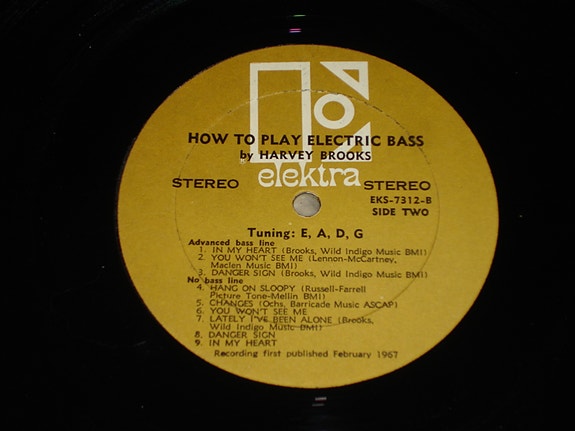 HOW TO PLAY ELECTRIC BASS
by HARVEY BROOKS
elektra
STEREO STEREO
EKS-7312-B
SIDE TWO
Tuning: E, A, D, G
Advanced bass line
1. IN MY HEART (Brooks, Wild Indigo Music BMI)
2. YOU WON'T SEE ME (Lennon-McCartney,
Maclen Music BMI)
3. DANGER SIGN (Brooks, Wild Indigo Music BMI)
No bass line
4. HANG ON SLOOPY (Russell-Farrell
Picture Tone-Mellin BMI)
5. CHANGES (Ochs, Barricade Music ASCAP)
6. YOU WON'T SEE ME
7. LATELY I'VE BEEN ALONE (Brooks,
Wild Indigo Music BMI)
8. DANGER SIGN
9. IN MY HEART
Recording first published February 1967